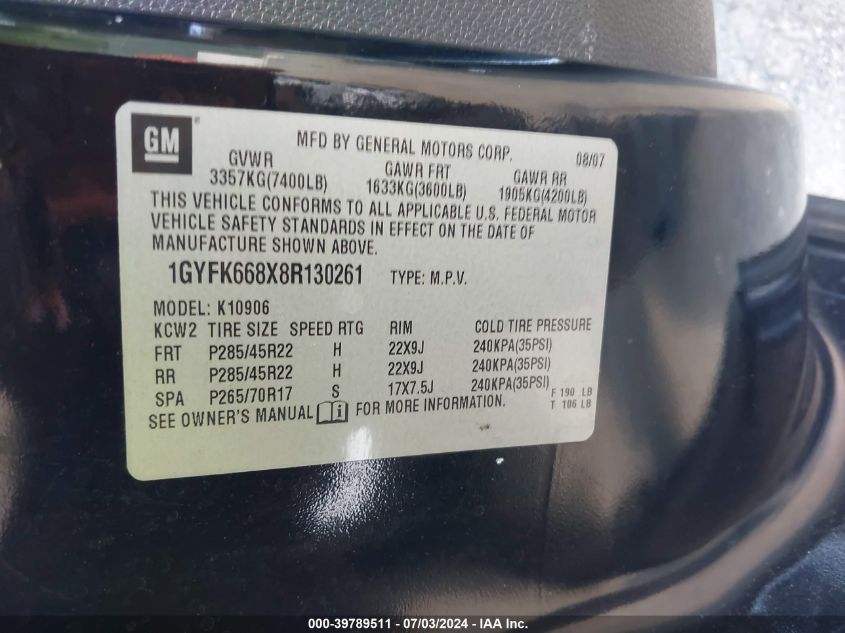 GM
MFD BY GENERAL MOTORS CORP. 08/07
GVWR GAWR FRT GAWR RR
3357KG(7400LB) 1633KG(3600LB) 1905KG(4200LB)
THIS VEHICLE CONFORMS TO ALL APPLICABLE U.S. FEDERAL MOTOR
VEHICLE SAFETY STANDARDS IN EFFECT ON THE DATE OF
MANUFACTURE SHOWN ABOVE.
1GYFK668X8R130261 TYPE: M.P.V.
MODEL: K10906
KCW2 TIRE SIZE SPEED RTG RIM COLD TIRE PRESSURE
FRT P285/45R22 H 22X9J 240KPA(35PSI)
RR P285/45R22 H 22X9J 240KPA(35PSI)
SPA P265/70R17 S 17X7.5J 240KPA(35PSI)
F 190 LB
SEE OWNER'S MANUAL FOR MORE INFORMATION. T 106 LB
000-39789511 - 07/03/2024 - IAA Inc.